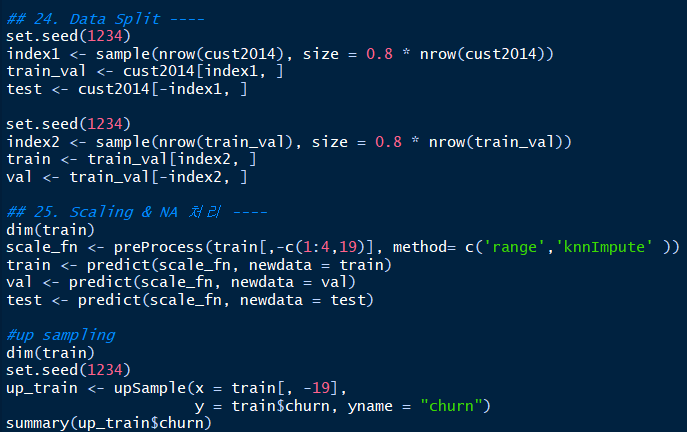 ## 24. Data Split ----
set.seed(1234)
index1 <- sample(nrow(cust2014), size = 0.8 * nrow(cust2014))
train_val <- cust2014[index1, ]
test <- cust2014[-index1, ]
set.seed(1234)
index2 <- sample(nrow(train_val), size = 0.8 * nrow(train_val))
train <- train_val[index2, ]
val <- train_val[-index2, ]
## 25. Scaling & NA 처리 ----
dim(train)
scale_fn <- preProcess(train[,-c(1:4,19)], method= c('range','knnImpute' ))
train <- predict(scale_fn, newdata = train)
val <- predict(scale_fn, newdata = val)
test <- predict(scale_fn, newdata = test)
#up sampling
dim(train)
set.seed(1234)
up_train <- upSample(x = train[, -19],
y = train$churn, yname = "churn")
summary(up_train$churn)